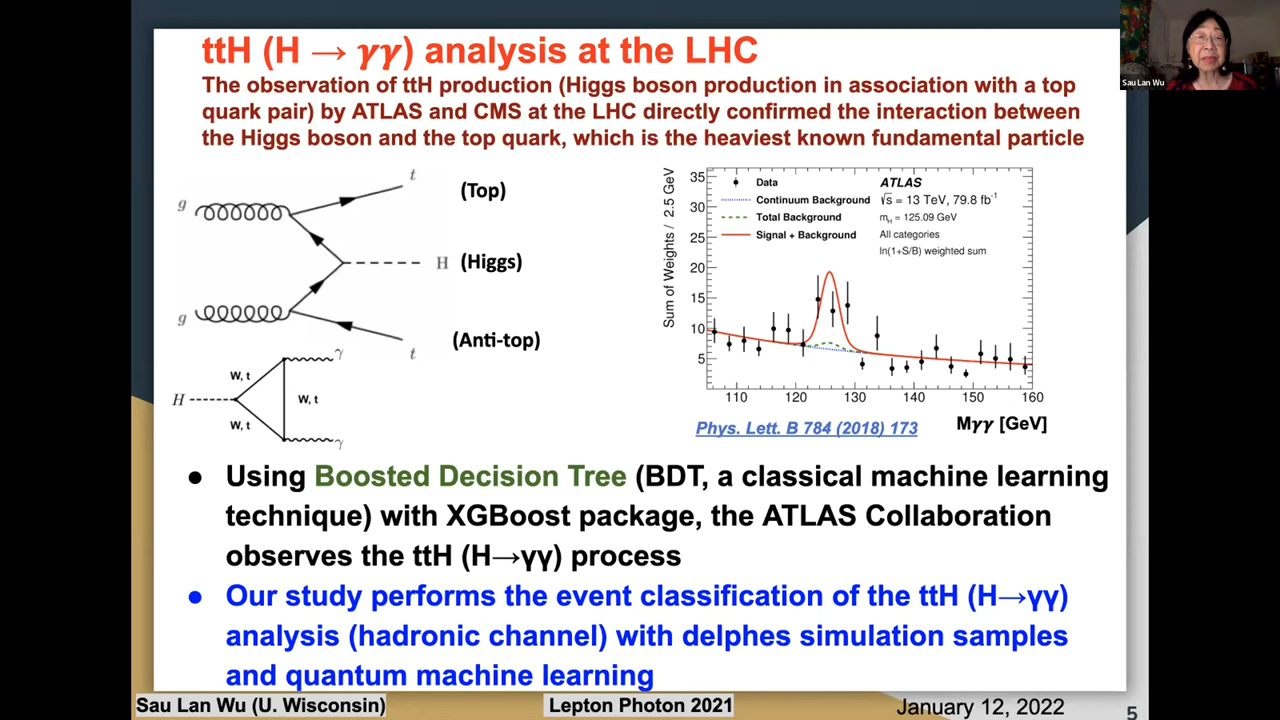 ttH (H → γγ) analysis at the LHC
The observation of ttH production (Higgs boson production in association with a top
quark pair) by ATLAS and CMS at the LHC directly confirmed the interaction between
the Higgs boson and the top quark, which is the heaviest known fundamental particle
Sau Lan Wu
g
t
(Top)
H
(Higgs)
g
t
(Anti-top)
H
W, t
W, t
W, t
γ
γ
Sum of Weights / 2.5 GeV
35
30
25
20
15
10
5
Data
Continuum Background
Total Background
Signal + Background
ATLAS
√s = 13 TeV, 79.8 fb⁻¹
m_H = 125.09 GeV
All categories
ln(1+S/B) weighted sum
110 120 130 140 150 160
Phys. Lett. B 784 (2018) 173
Mγγ [GeV]
● Using Boosted Decision Tree (BDT, a classical machine learning
technique) with XGBoost package, the ATLAS Collaboration
observes the ttH (H→γγ) process
● Our study performs the event classification of the ttH (H→γγ)
analysis (hadronic channel) with delphes simulation samples
and quantum machine learning
Sau Lan Wu (U. Wisconsin)
Lepton Photon 2021
January 12, 2022
5